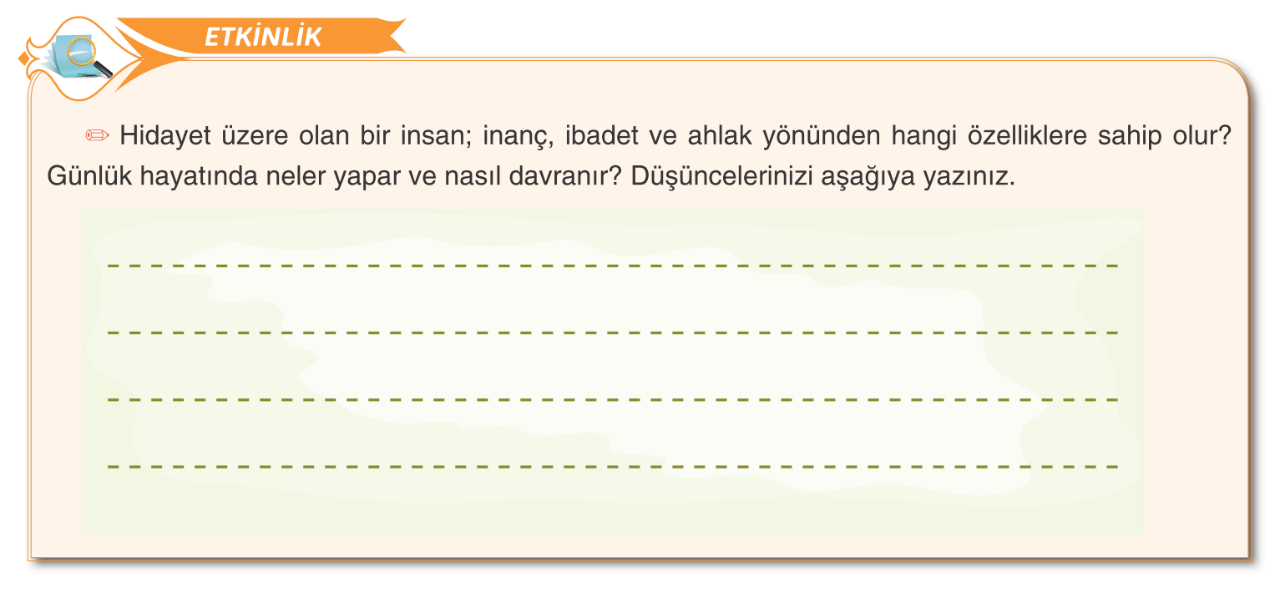 ETKİNLİK
Hidayet üzere olan bir insan; inanç, ibadet ve ahlak yönünden hangi özelliklere sahip olur?
Günlük hayatında neler yapar ve nasıl davranır? Düşüncelerinizi aşağıya yazınız.